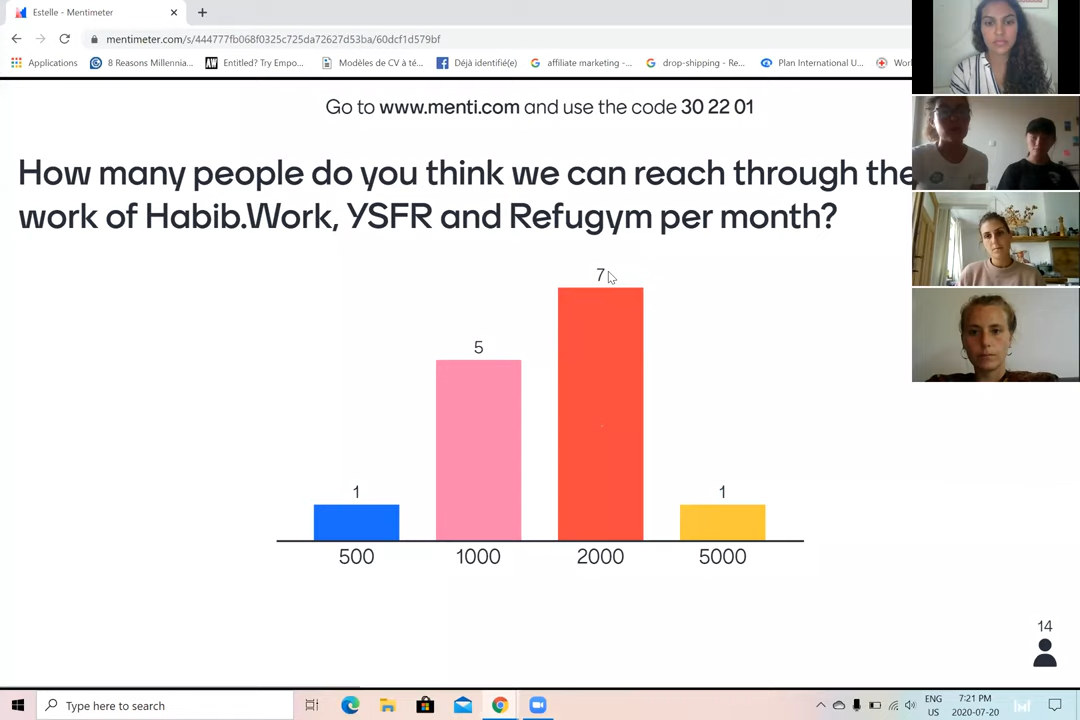 Estelle - Mentimeter
mentimeter.com/s/444777fb068f0325c725da72627d53ba/60dcf1d579bf
Applications
8 Reasons Millennia...
Entitled? Try Empo...
Modèles de CV à té...
Déjà identifié(e)
affiliate marketing -...
drop-shipping - Re...
Plan International U...
Worl
Go to www.menti.com and use the code 30 22 01
How many people do you think we can reach through the
work of Habib.Work, YSFR and Refugym per month?
7
5
1
1
500
1000
2000
5000
14
Type here to search
ENG
US
7:21 PM
2020-07-20